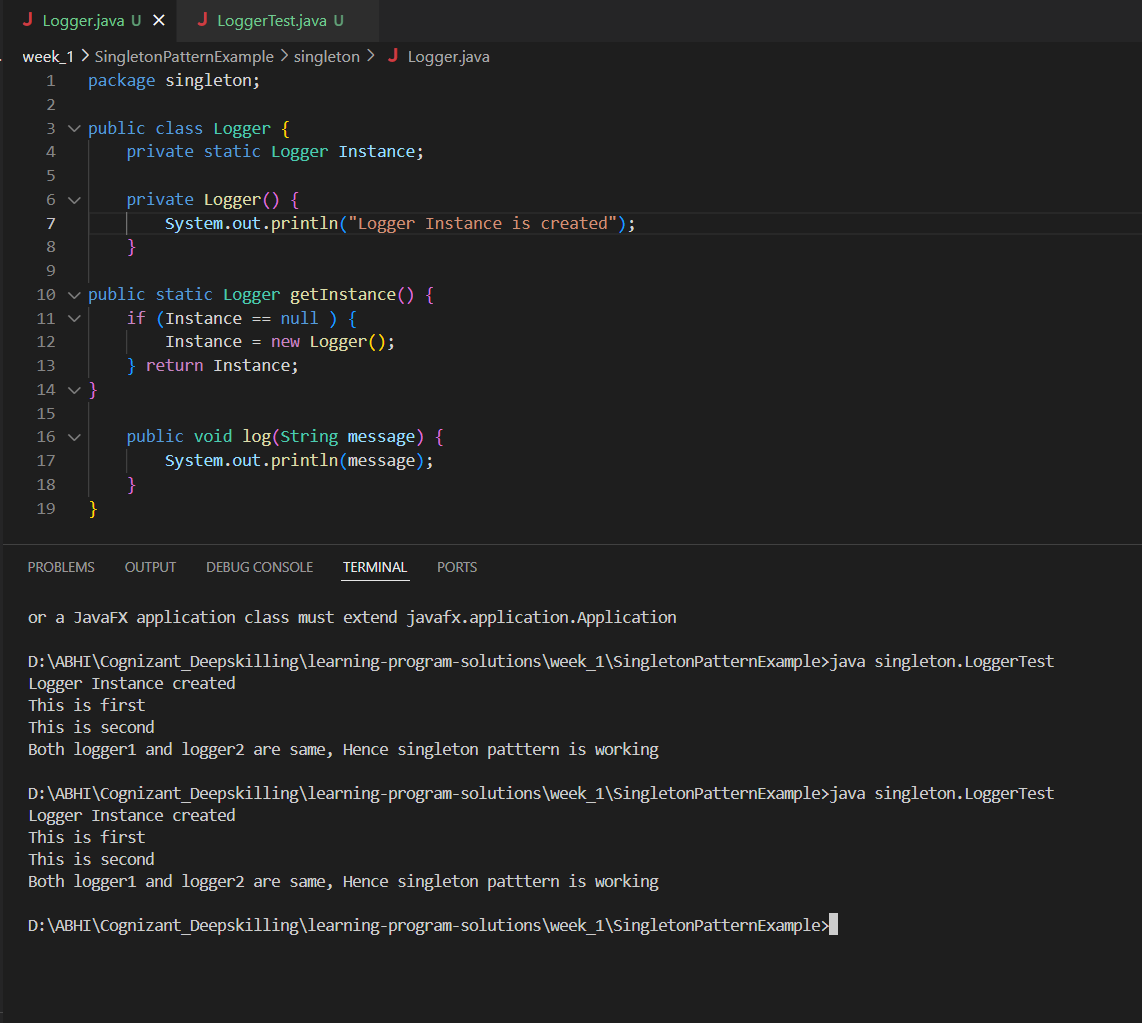 J Logger.java U ×   J LoggerTest.java U
week_1 > SingletonPatternExample > singleton > J Logger.java
1 package singleton;
2
3 public class Logger {
4     private static Logger Instance;
5
6     private Logger() {
7         System.out.println("Logger Instance is created");
8     }
9
10 public static Logger getInstance() {
11     if (Instance == null ) {
12         Instance = new Logger();
13     } return Instance;
14 }
15
16     public void log(String message) {
17         System.out.println(message);
18     }
19 }
PROBLEMS OUTPUT DEBUG CONSOLE TERMINAL PORTS
or a JavaFX application class must extend javafx.application.Application
D:\ABHI\Cognizant_Deepskilling\learning-program-solutions\week_1\SingletonPatternExample>java singleton.LoggerTest
Logger Instance created
This is first
This is second
Both logger1 and logger2 are same, Hence singleton patttern is working
D:\ABHI\Cognizant_Deepskilling\learning-program-solutions\week_1\SingletonPatternExample>java singleton.LoggerTest
Logger Instance created
This is first
This is second
Both logger1 and logger2 are same, Hence singleton patttern is working
D:\ABHI\Cognizant_Deepskilling\learning-program-solutions\week_1\SingletonPatternExample>